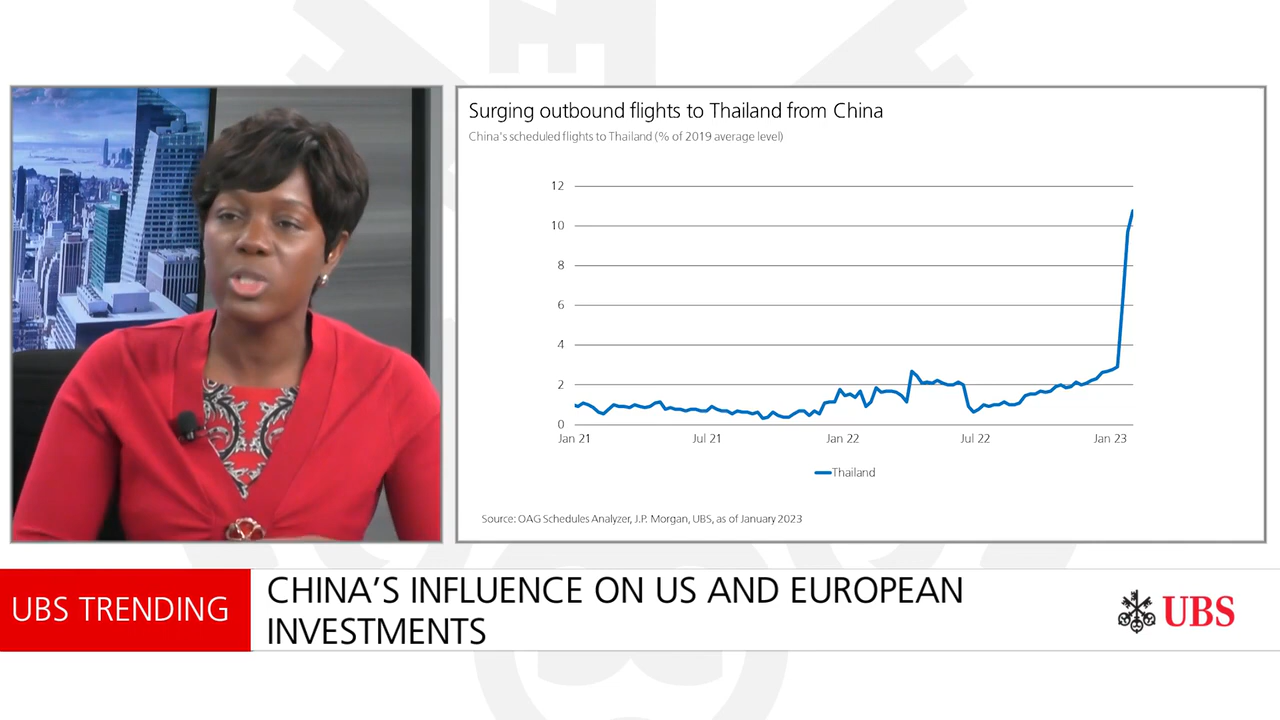 Surging outbound flights to Thailand from China
China's scheduled flights to Thailand (% of 2019 average level)
12
10
8
6
4
2
0
Jan 21 Jul 21 Jan 22 Jul 22 Jan 23
Thailand
Source: OAG Schedules Analyzer, J.P. Morgan, UBS, as of January 2023
UBS TRENDING
CHINA'S INFLUENCE ON US AND EUROPEAN
INVESTMENTS
UBS